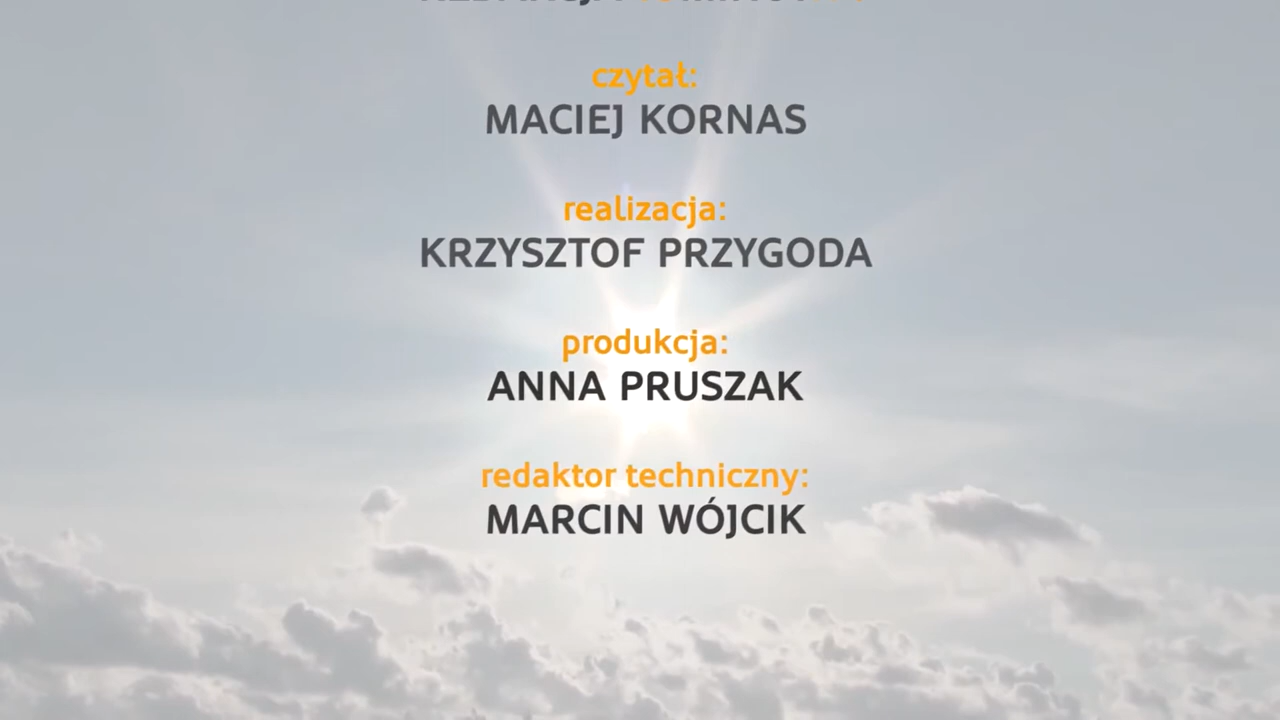 czytał:
MACIEJ KORNAS
realizacja:
KRZYSZTOF PRZYGODA
produkcja:
ANNA PRUSZAK
redaktor techniczny:
MARCIN WÓJCIK